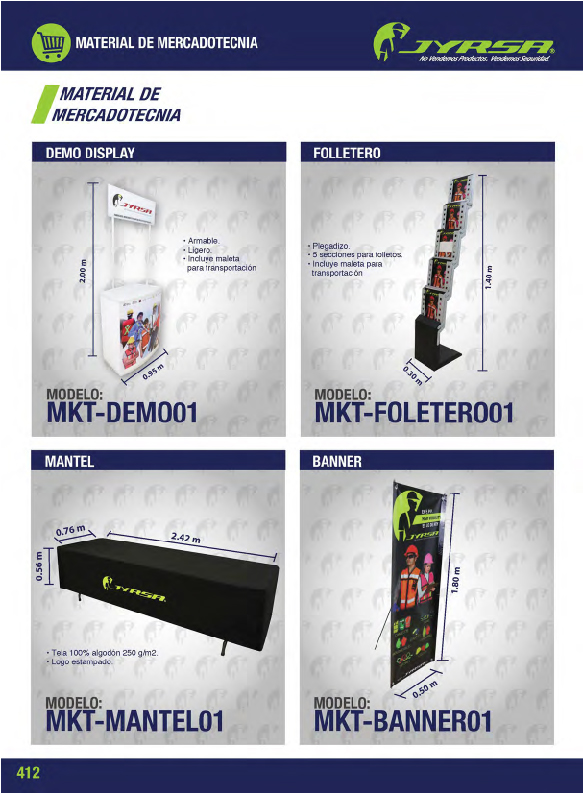 MATERIAL DE MERCADOTECNIA
JYRSA®
No Vendemos Productos. Vendemos Seguridad.
MATERIAL DE
MERCADOTECNIA
DEMO DISPLAY
JYRSA
2.00 m
• Armable.
• Ligero.
• Incluye maleta
para transportación
0.95 m
MODELO:
MKT-DEMO01
FOLLETERO
• Plegadizo.
• 5 secciones para folletos.
• Incluye maleta para
transportación
1.40 m
0.30 m
MODELO:
MKT-FOLETERO01
MANTEL
0.76 m
2.42 m
0.56 m
JYRSA
• Tela 100% algodón 250 g/m2.
• Logo estampado.
MODELO:
MKT-MANTEL01
BANNER
JYRSA
1.80 m
0.50 m
MODELO:
MKT-BANNER01
412